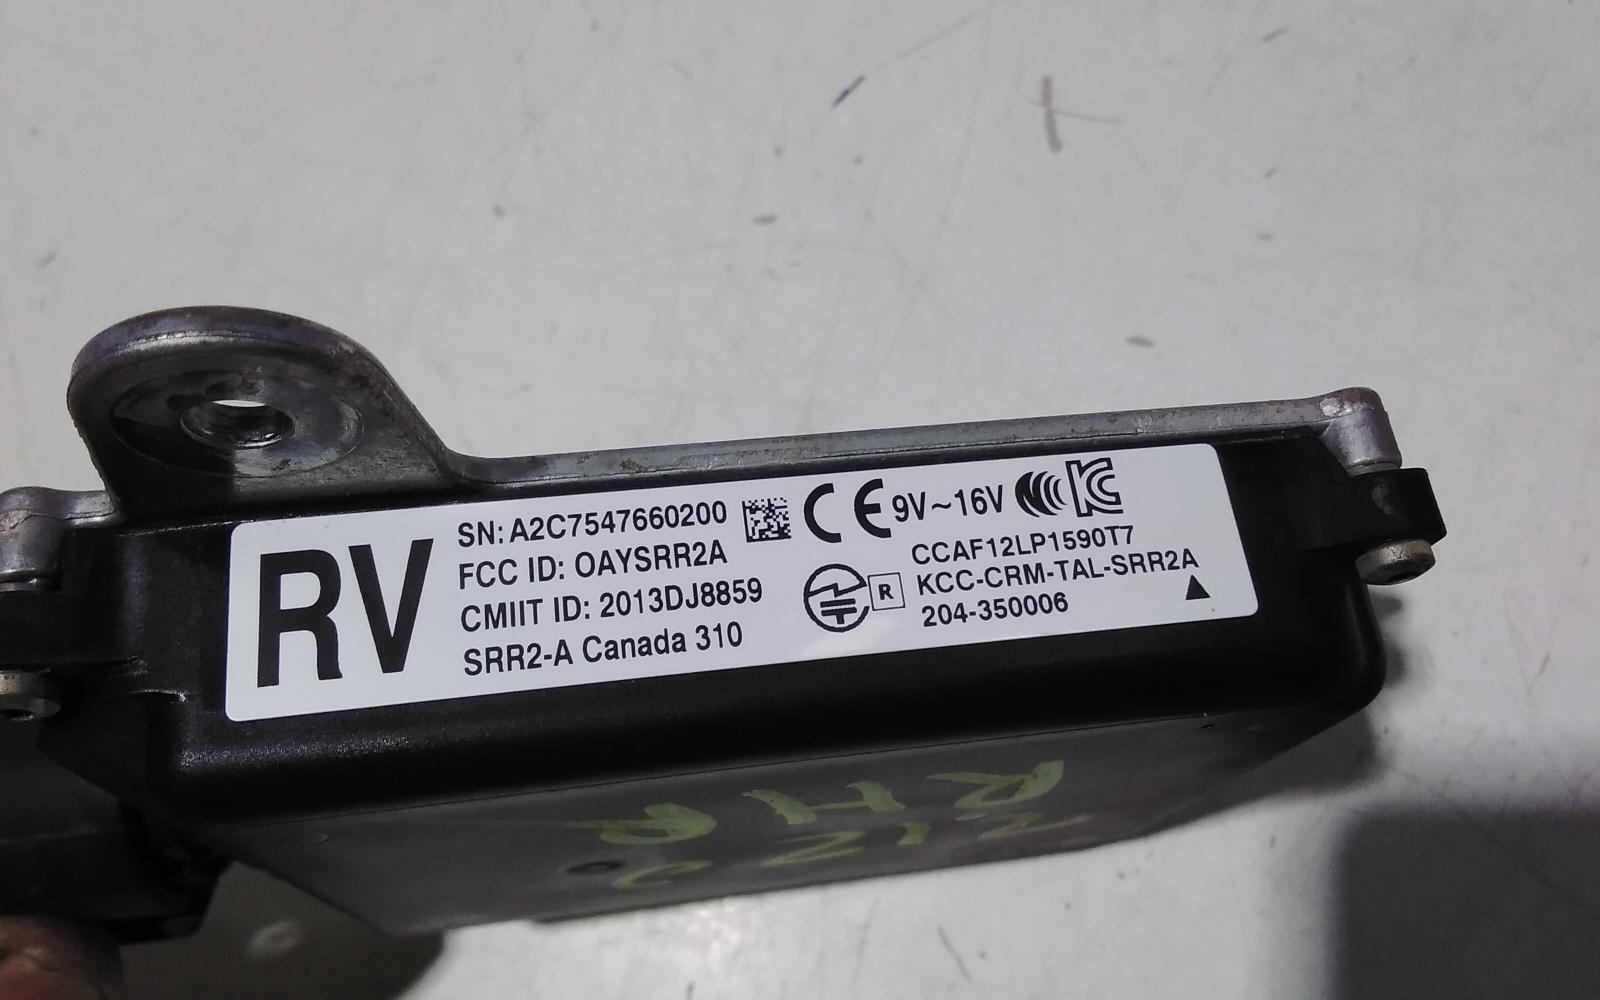 RV
SN: A2C7547660200
FCC ID: OAYSRR2A
CMIIT ID: 2013DJ8859
SRR2-A Canada 310
CE 9V~16V
CCAF12LP1590T7
R KCC-CRM-TAL-SRR2A
204-350006